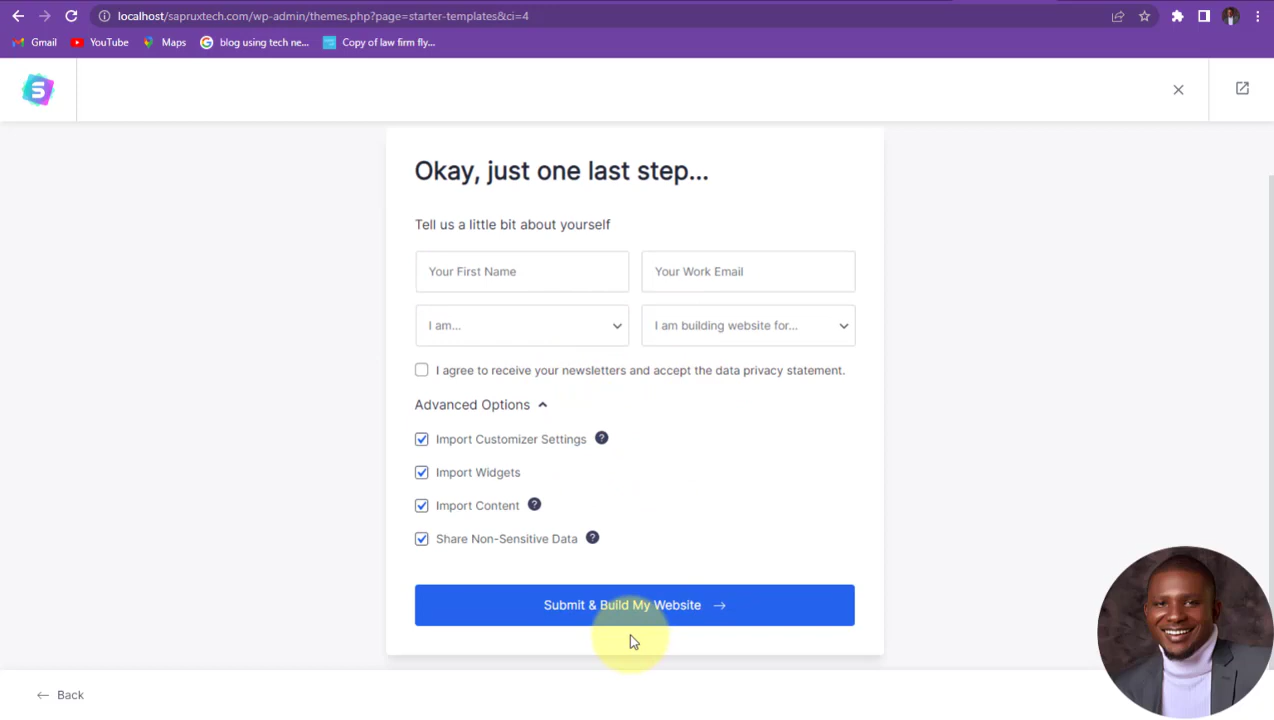 localhost/sapruxtech.com/wp-admin/themes.php?page=starter-templates&ci=4
Gmail YouTube Maps blog using tech ne... Copy of law firm fly...
S
Okay, just one last step...
Tell us a little bit about yourself
Your First Name Your Work Email
I am... I am building website for...
I agree to receive your newsletters and accept the data privacy statement.
Advanced Options
Import Customizer Settings ?
Import Widgets
Import Content ?
Share Non-Sensitive Data ?
Submit & Build My Website →
← Back